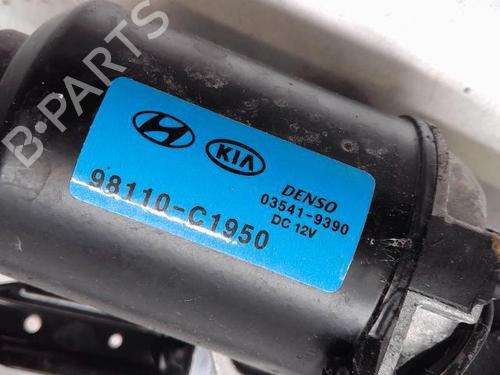 B-PARTS
KIA
98110-C1950
DENSO
03541-9390
DC 12V